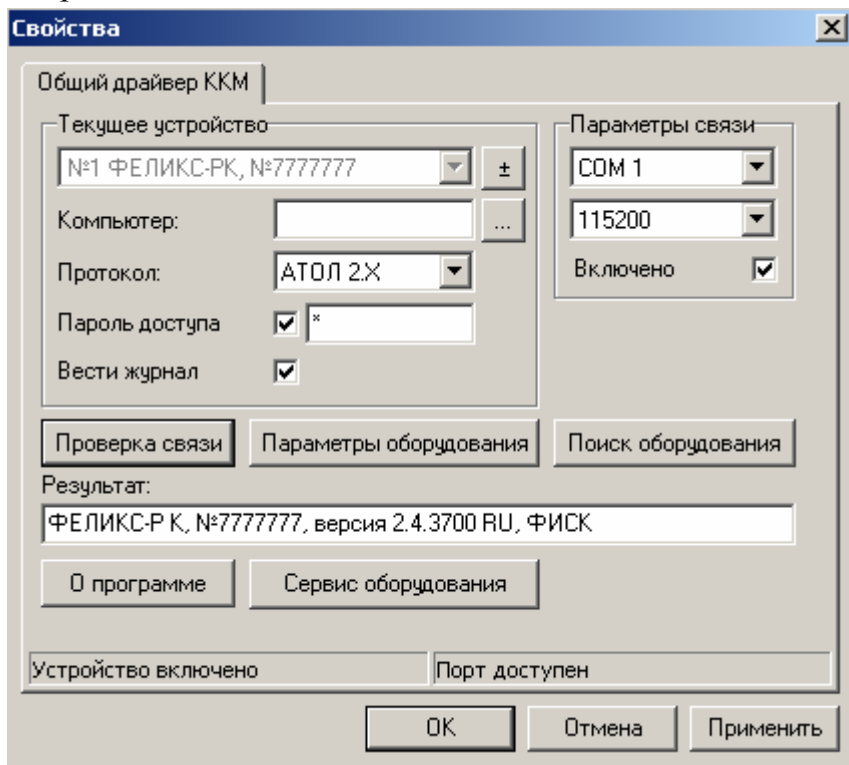 Свойства
Общий драйвер ККМ
Текущее устройство
№1 ФЕЛИКС-РК, №7777777
±
Компьютер:
...
Протокол:
АТОЛ 2.X
Пароль доступа
*
Вести журнал
Параметры связи
COM 1
115200
Включено
Проверка связи
Параметры оборудования
Поиск оборудования
Результат:
ФЕЛИКС-Р К, №7777777, версия 2.4.3700 RU, ФИСК
О программе
Сервис оборудования
Устройство включено
Порт доступен
OK
Отмена
Применить